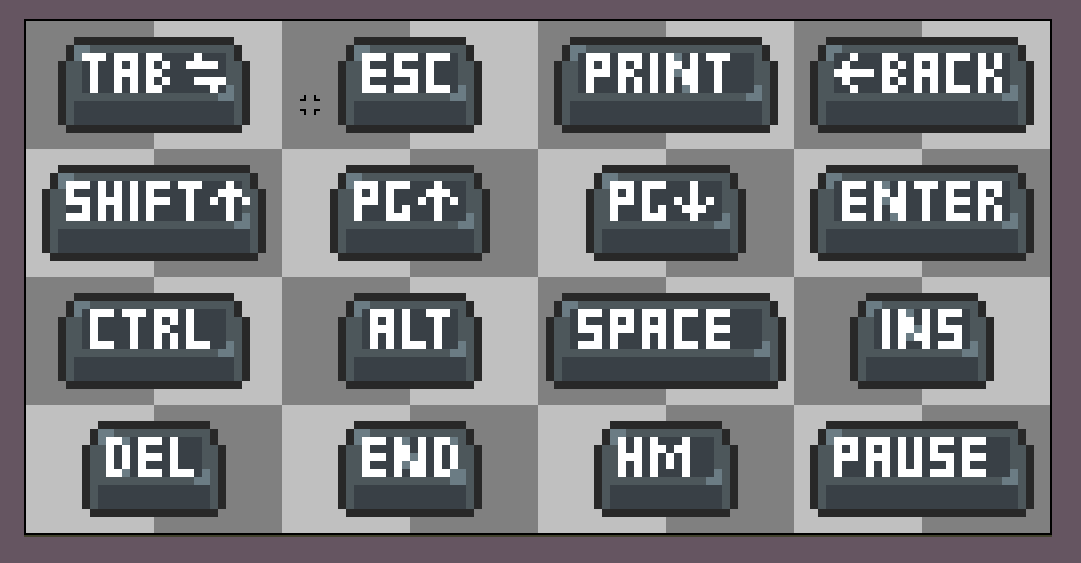 TAB ⇋ ESC PRINT ←BACK
SHIFT↑ PG↑ PG↓ ENTER
CTRL ALT SPACE INS
DEL END HM PAUSE